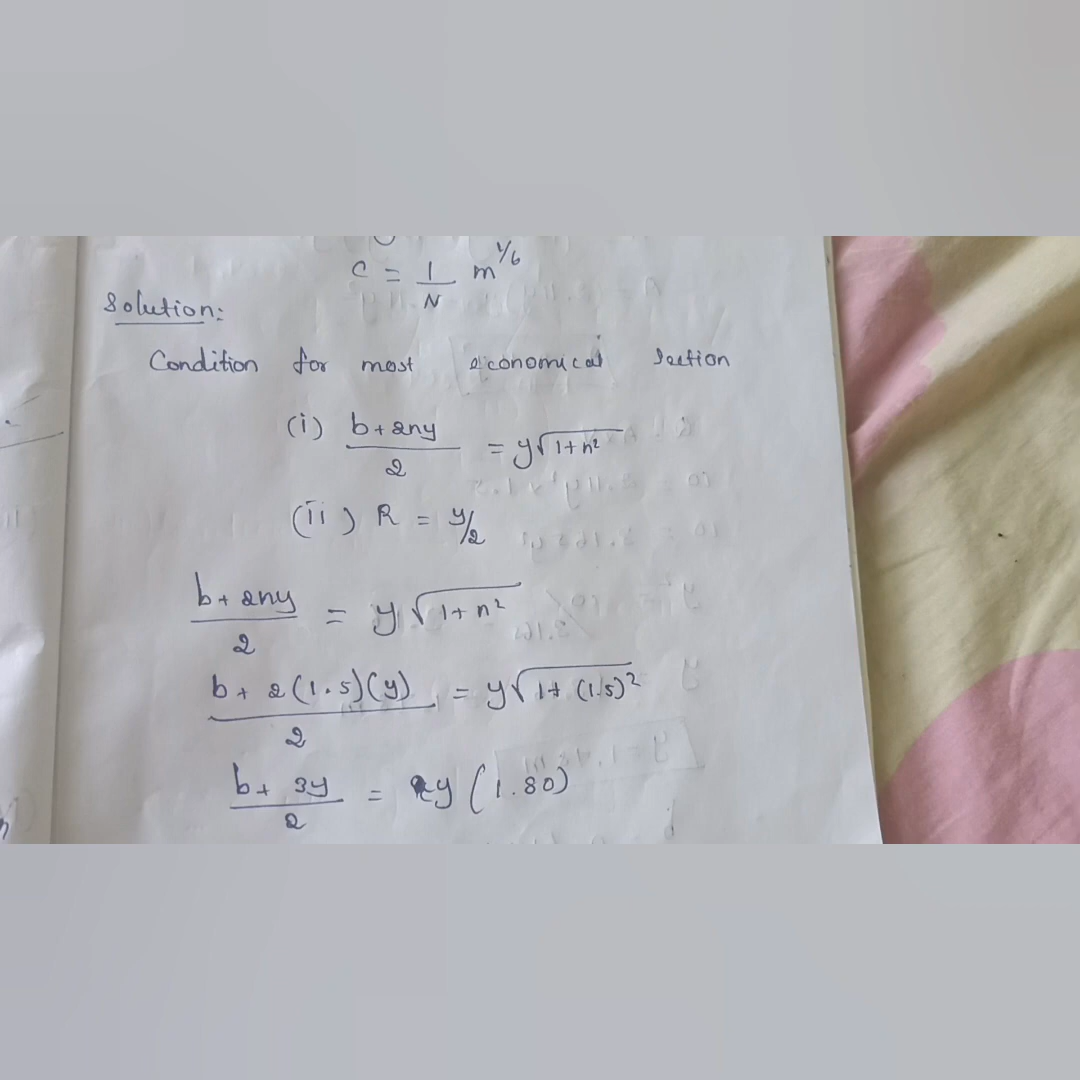 C = 1/N m^1/6
Solution:
Condition for most economical section
(i) b+2ny/2 = y√1+n²
(ii) R = y/2
b+2ny/2 = y√1+n²
b+2(1.5)(y)/2 = y√1+(1.5)²
b+3y/2 = y(1.80)